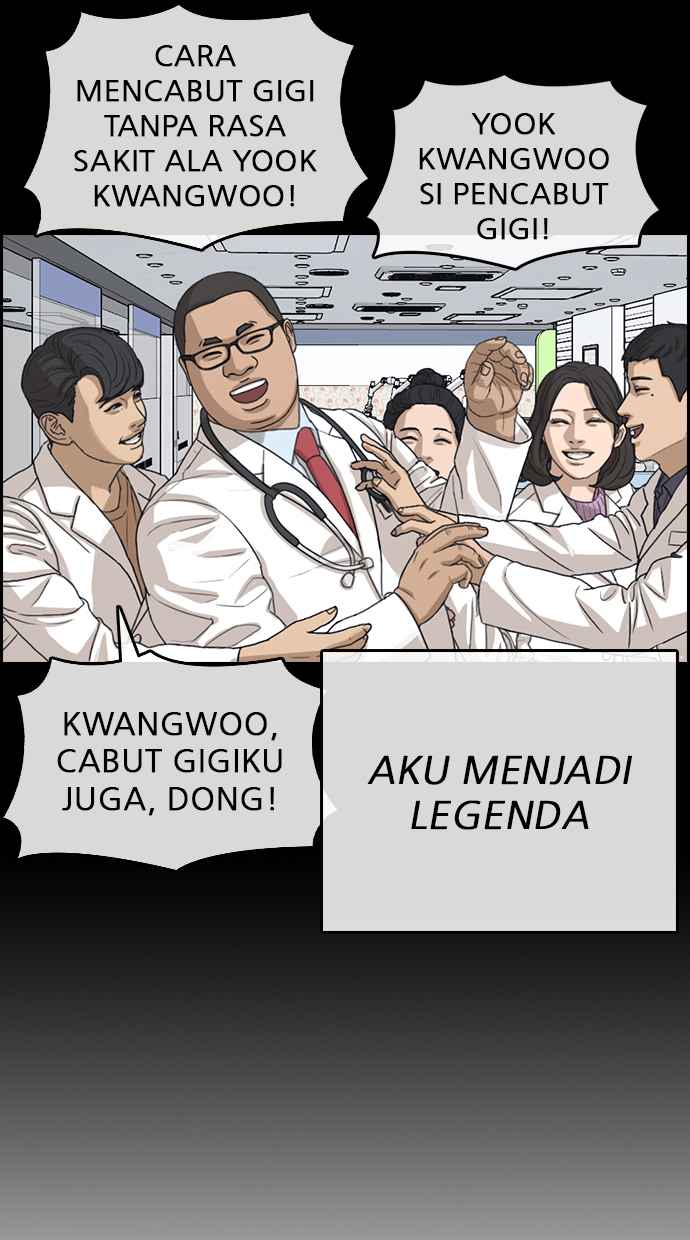 CARA
MENCABUT GIGI
TANPA RASA
SAKIT ALA YOOK
KWANGWOO!
YOOK
KWANGWOO
SI PENCABUT
GIGI!
KWANGWOO,
CABUT GIGIKU
JUGA, DONG!
AKU MENJADI
LEGENDA